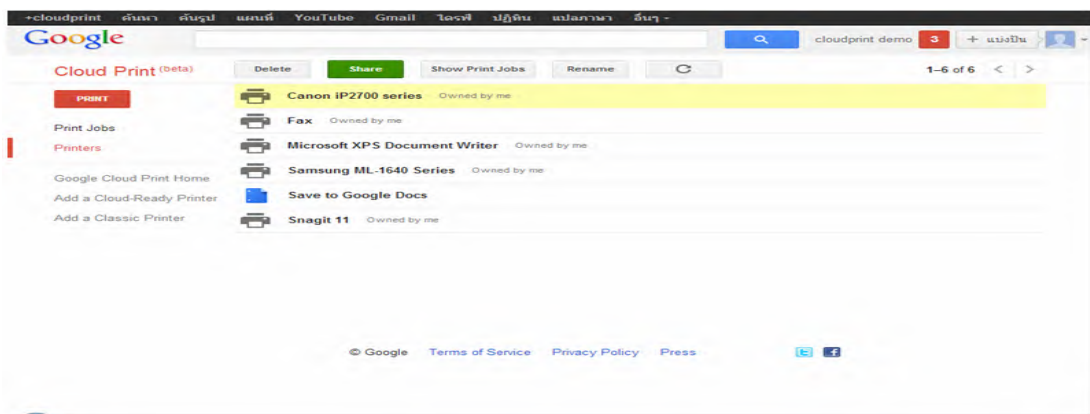 +cloudprint ค้นหา ค้นรูป แผนที่ YouTube Gmail ไดรฟ์ ปฏิทิน แปลภาษา อื่นๆ
Google cloudprint demo 3 + แบ่งปัน
Cloud Print (beta) Delete Share Show Print Jobs Rename 1–6 of 6 < >
PRINT
Canon iP2700 series Owned by me
Fax Owned by me
Print Jobs
Microsoft XPS Document Writer Owned by me
Printers
Samsung ML-1640 Series Owned by me
Google Cloud Print Home
Save to Google Docs
Add a Cloud-Ready Printer
Snagit 11 Owned by me
Add a Classic Printer
© Google Terms of Service Privacy Policy Press